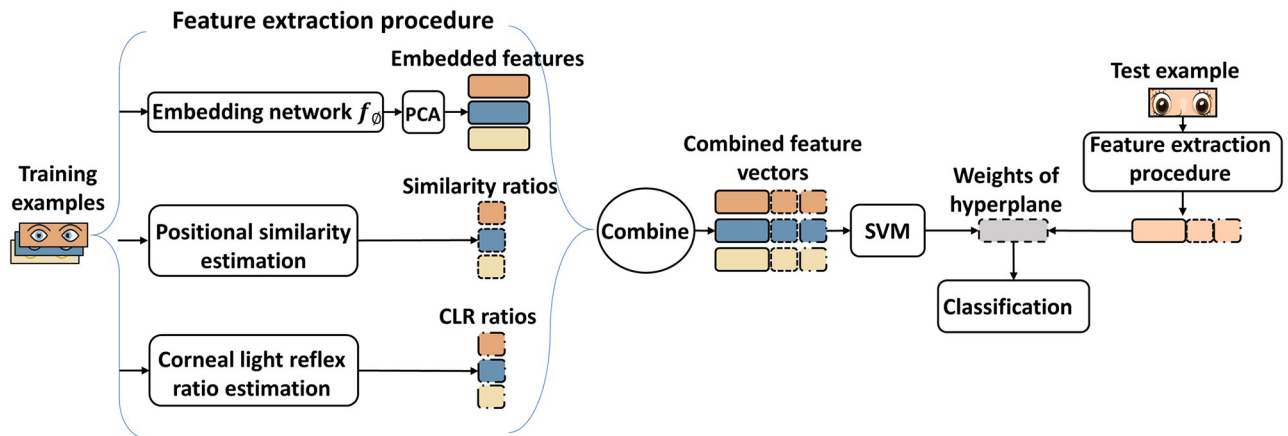 Feature extraction procedure
Embedded features
Embedding network f∅
PCA
Training
examples
Similarity ratios
Positional similarity
estimation
CLR ratios
Corneal light reflex
ratio estimation
Combine
Combined feature
vectors
SVM
Weights of
hyperplane
Classification
Test example
Feature extraction
procedure